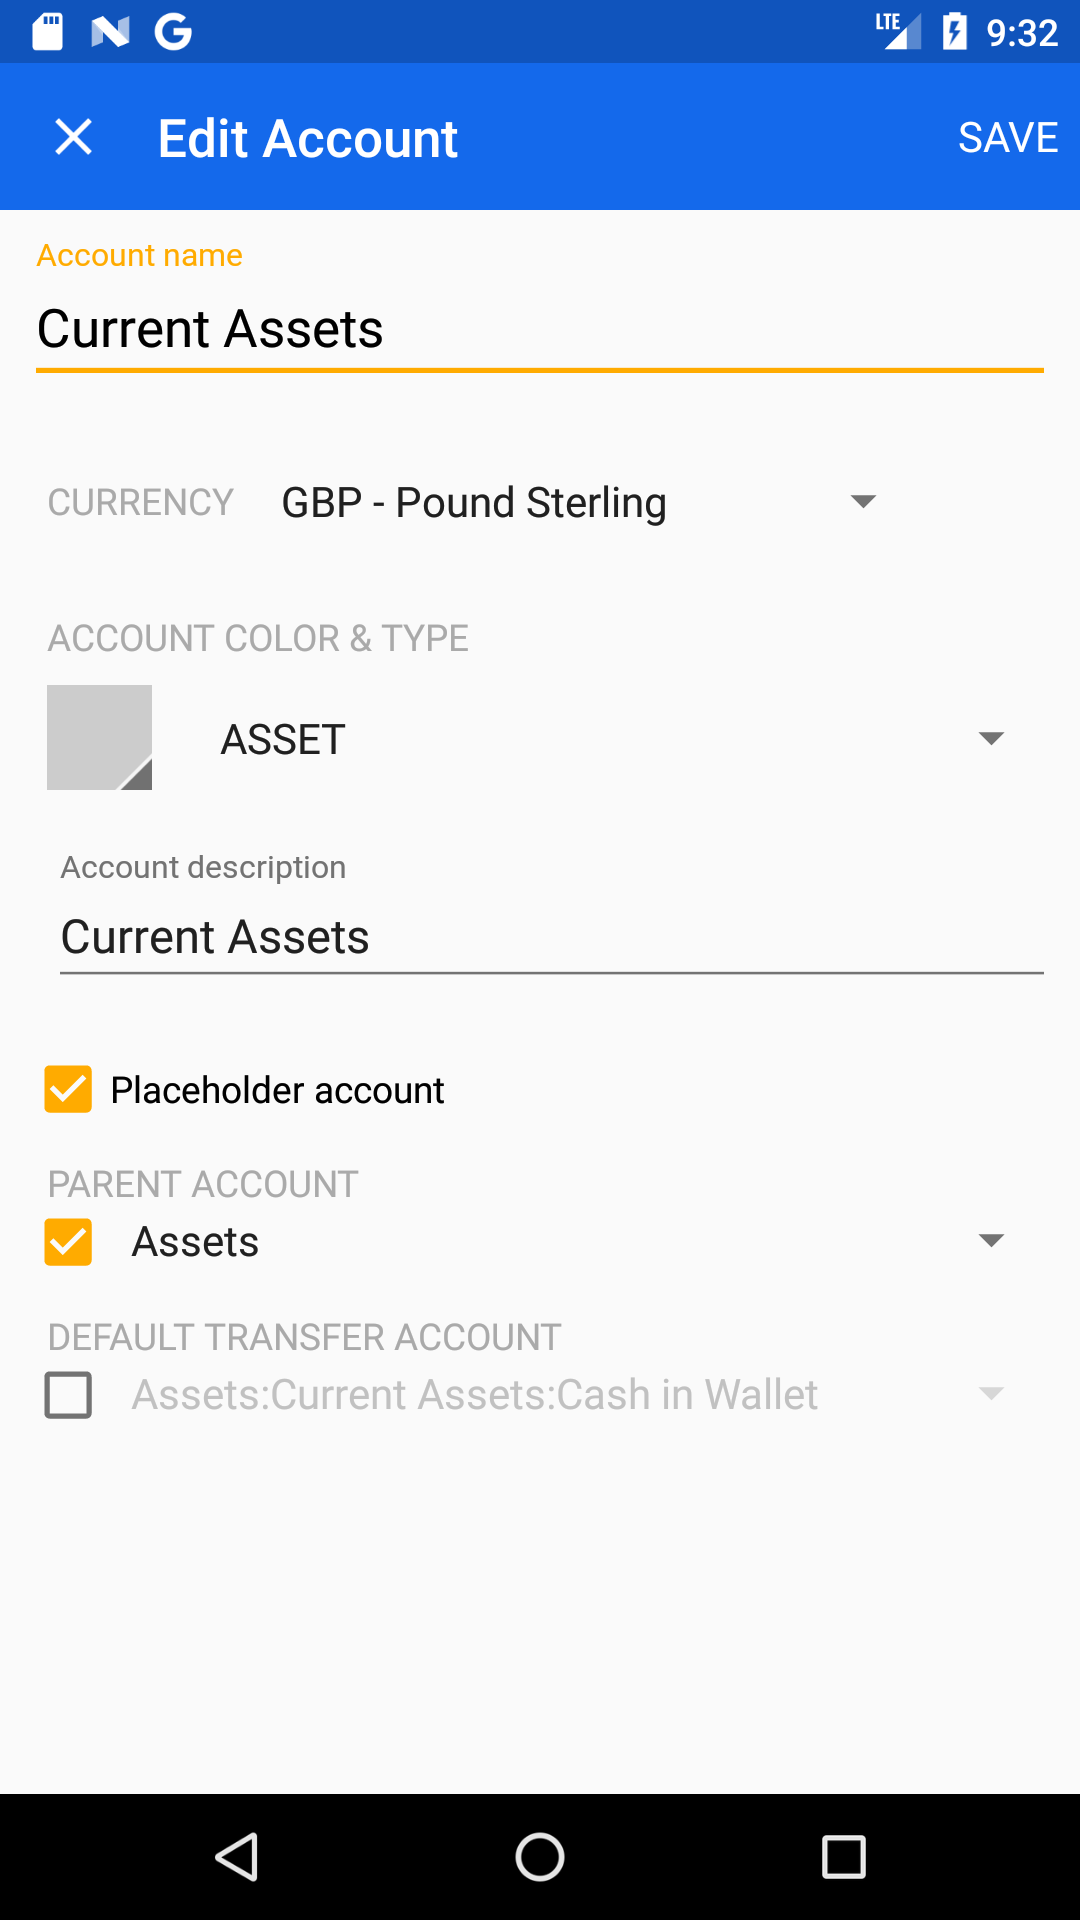 LTE 9:32
Edit Account SAVE
Account name
Current Assets
CURRENCY GBP - Pound Sterling
ACCOUNT COLOR & TYPE
ASSET
Account description
Current Assets
Placeholder account
PARENT ACCOUNT
Assets
DEFAULT TRANSFER ACCOUNT
Assets:Current Assets:Cash in Wallet